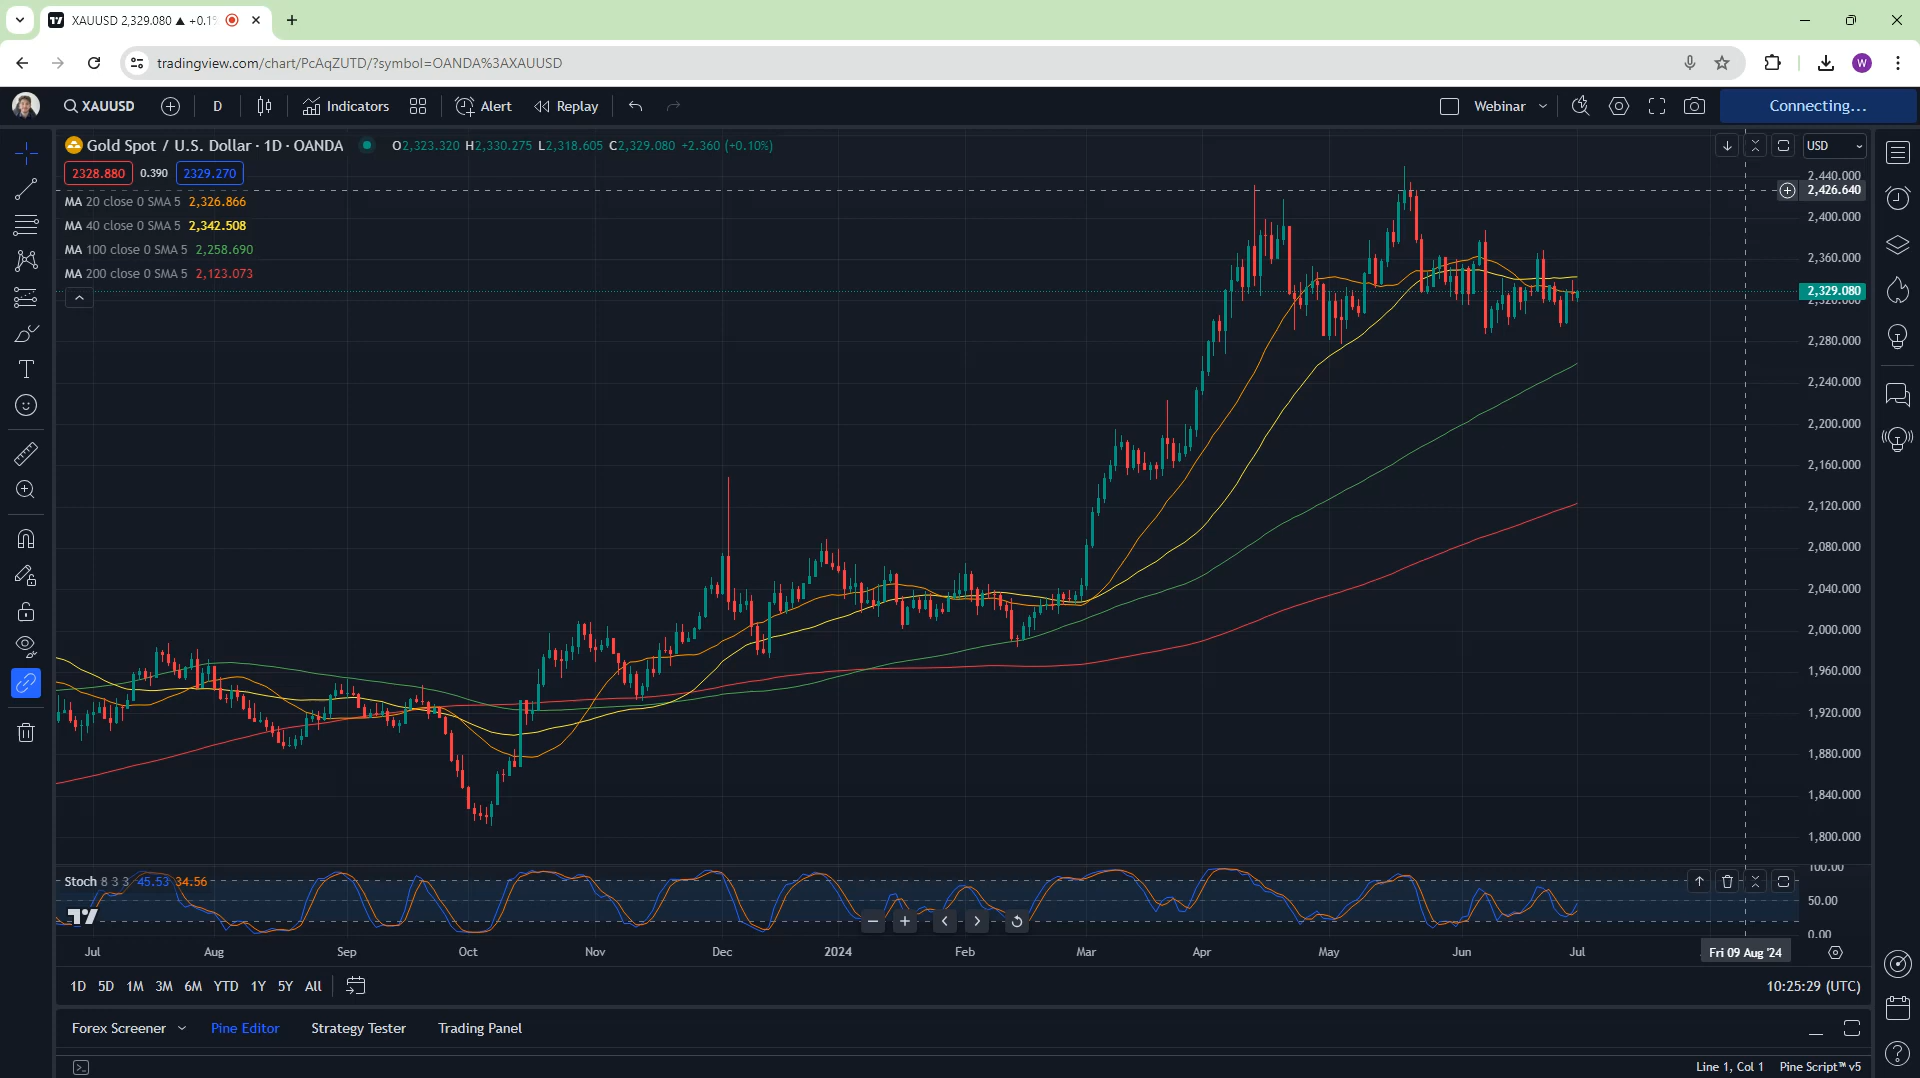 XAUUSD 2,329.080 ▲ +0.1
tradingview.com/chart/PcAqZUTD/?symbol=OANDA%3AXAUUSD
W
XAUUSD
D
Indicators
Alert
Replay
Webinar
Connecting...
Gold Spot / U.S. Dollar · 1D · OANDA
O2,323.320 H2,330.275 L2,318.605 C2,329.080 +2.360 (+0.10%)
USD
2328.880 0.390 2329.270
MA 20 close 0 SMA 5 2,326.866
MA 40 close 0 SMA 5 2,342.508
MA 100 close 0 SMA 5 2,258.690
MA 200 close 0 SMA 5 2,123.073
2,440.000
2,426.640
2,400.000
2,360.000
2,329.080
2,320.000
2,280.000
2,240.000
2,200.000
2,160.000
2,120.000
2,080.000
2,040.000
2,000.000
1,960.000
1,920.000
1,880.000
1,840.000
1,800.000
Stoch 8 3 3 45.53 34.56
100.00
50.00
0.00
Jul Aug Sep Oct Nov Dec 2024 Feb Mar Apr May Jun Jul Fri 09 Aug '24
1D 5D 1M 3M 6M YTD 1Y 5Y All
10:25:29 (UTC)
Forex Screener Pine Editor Strategy Tester Trading Panel
Line 1, Col 1 Pine Script™ v5